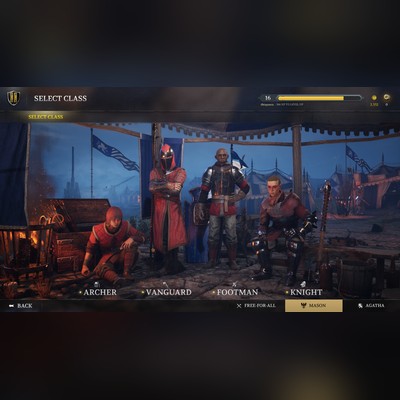 SELECT CLASS
16
SELECT CLASS
ARCHER
VANGUARD
FOOTMAN
KNIGHT
BACK
FREE-FOR-ALL
MASON
AGATHA